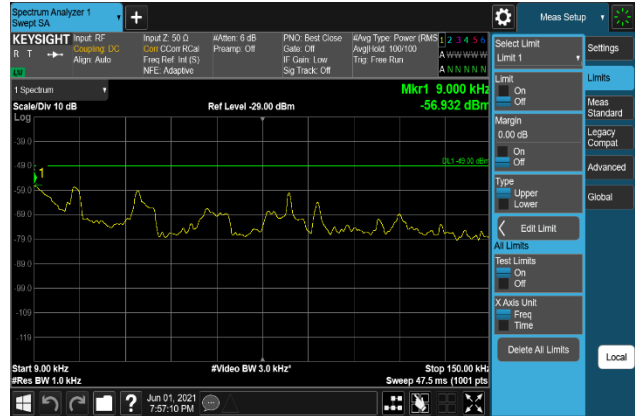 Spectrum Analyzer 1
Swept SA
+
Meas Setup
KEYSIGHT
R T
LV
Input: RF
Coupling: DC
Align: Auto
Input Z: 50 Ω
Corr CCorr RCal
Freq Ref: Int (S)
NFE: Adaptive
#Atten: 6 dB
Preamp: Off
PNO: Best Close
Gate: Off
IF Gain: Low
Sig Track: Off
#Avg Type: Power (RMS
Avg|Hold: 100/100
Trig: Free Run
1 2 3 4 5 6
A W W W W W
A N N N N N
1 Spectrum
Scale/Div 10 dB
Ref Level -29.00 dBm
Mkr1 9.000 kHz
-56.932 dBm
Log
-39.0
-49.0
-59.0
-69.0
-79.0
-89.0
-99.0
-109
-119
DL1 -49.00 dBm
1
Start 9.00 kHz
#Res BW 1.0 kHz
#Video BW 3.0 kHz*
Stop 150.00 kHz
Sweep 47.5 ms (1001 pts
Select Limit
Limit 1
Limit
On
Off
Margin
0.00 dB
On
Off
Type
Upper
Lower
Edit Limit
All Limits
Test Limits
On
Off
X Axis Unit
Freq
Time
Delete All Limits
Settings
Limits
Meas
Standard
Legacy
Compat
Advanced
Global
Local
?
Jun 01, 2021
7:57:10 PM